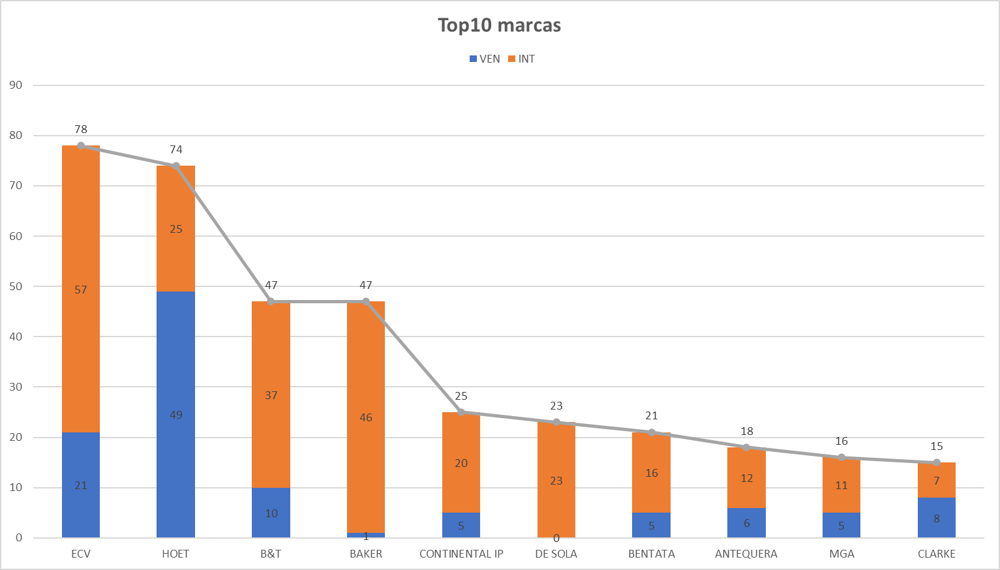 Top10 marcas
VEN INT
90
80
70
60
50
40
30
20
10
0
78 74 47 47 25 23 21 18 16 15
57 25 37 46 20 23 16 12 11 7
21 49 10 1 5 0 5 6 5 8
ECV HOET B&T BAKER CONTINENTAL IP DE SOLA BENTATA ANTEQUERA MGA CLARKE